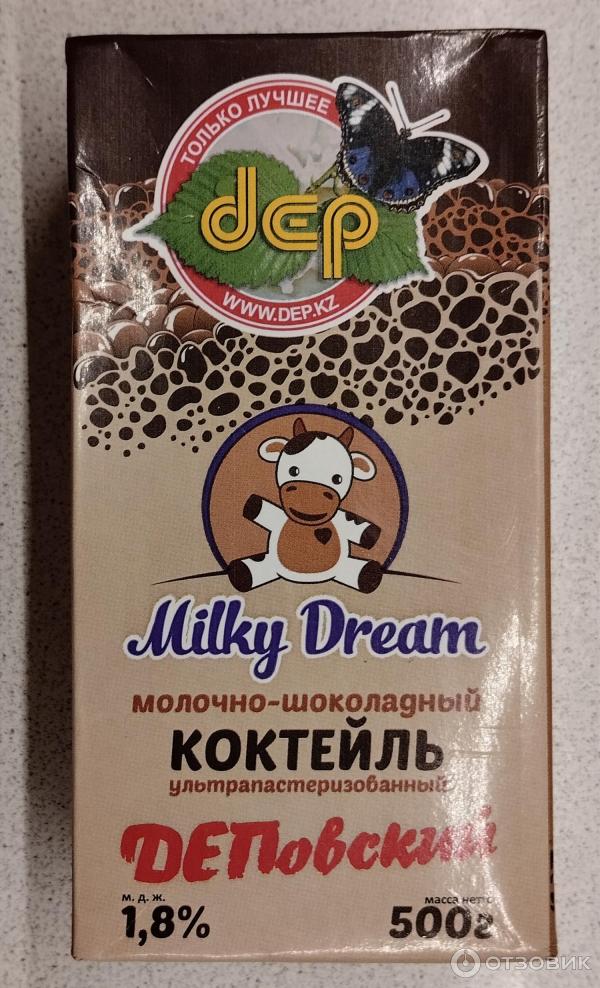 ТОЛЬКО ЛУЧШЕЕ
dep
WWW.DEP.KZ
Milky Dream
молочно-шоколадный
КОКТЕЙЛЬ
ультрапастеризованный
ДЕПовский
м. д. ж.
1,8%
масса нетто
500г
ОТЗОВИК